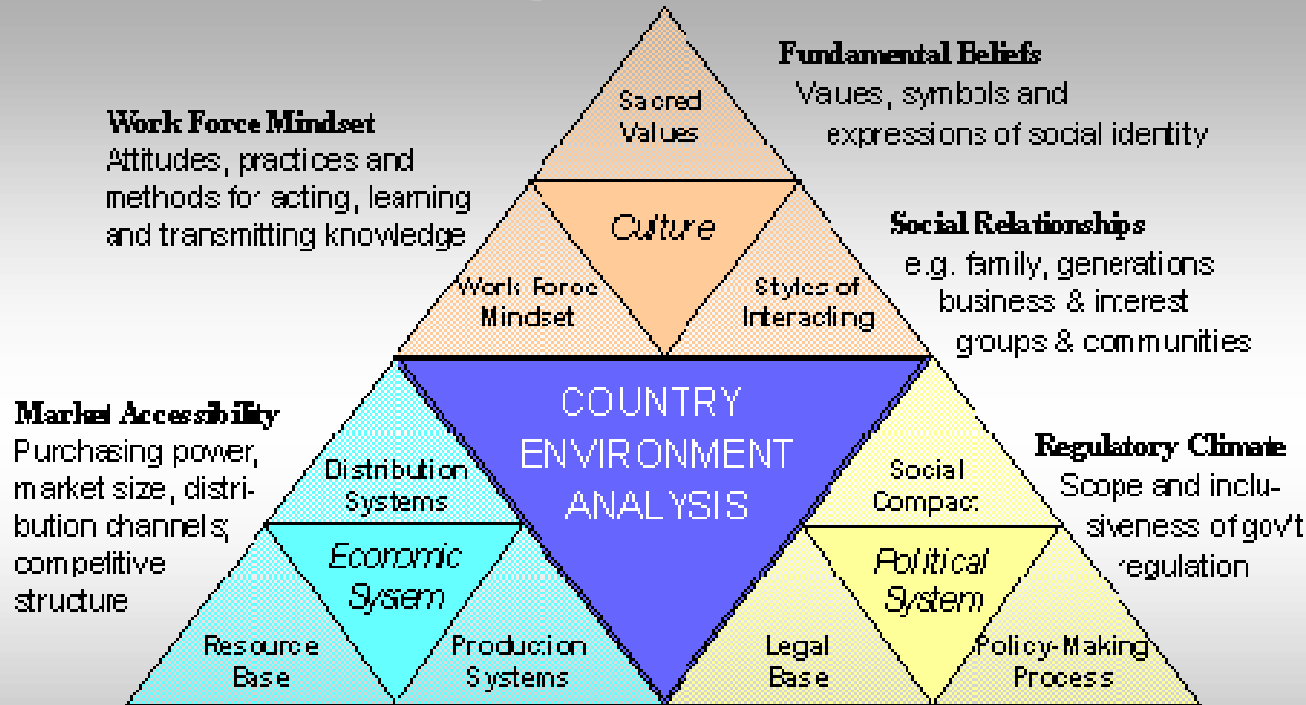 Fundamental Beliefs
Values, symbols and
expressions of social identity
Work Force Mindset
Attitudes, practices and
methods for acting, learning
and transmitting knowledge
Sacred
Values
Culture
Work Force
Mindset
Styles of
Interacting
Social Relationships
e.g. family, generations
business & interest
groups & communities
COUNTRY
ENVIRONMENT
ANALYSIS
Market Accessibility
Purchasing power,
market size, distri-
bution channels;
competitive
structure
Distribution
Systems
Economic
System
Resource
Base
Production
Systems
Social
Compact
Political
System
Legal
Base
Policy-Making
Process
Regulatory Climate
Scope and inclu-
siveness of gov't
regulation